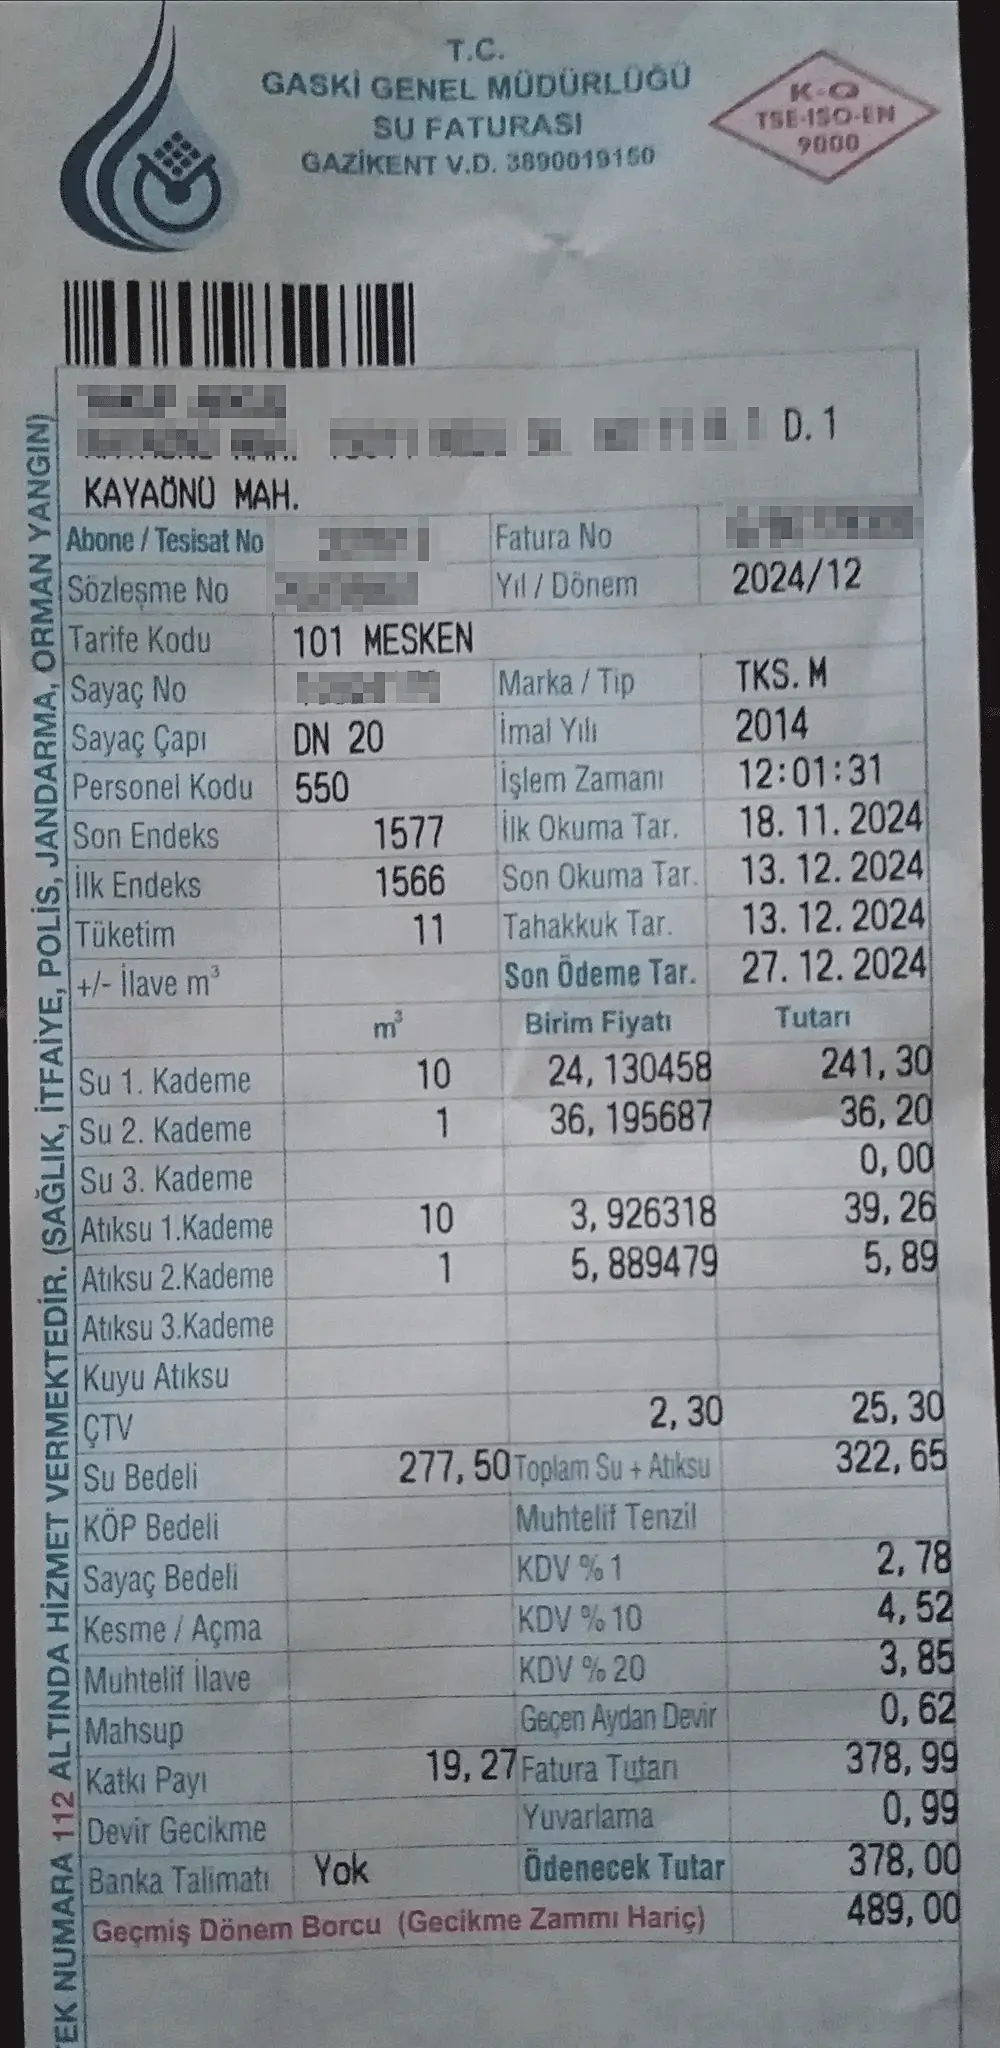 T.C.
GASKİ GENEL MÜDÜRLÜĞÜ
SU FATURASI
GAZİKENT V.D. 3890019150
K-Q
TSE-ISO-EN
9000
D. 1
KAYAÖNÜ MAH.
Abone / Tesisat No Fatura No
Sözleşme No Yıl / Dönem 2024/12
Tarife Kodu 101 MESKEN
Sayaç No Marka / Tip TKS. M
Sayaç Çapı DN 20 İmal Yılı 2014
Personel Kodu 550 İşlem Zamanı 12:01:31
Son Endeks 1577 İlk Okuma Tar. 18. 11. 2024
İlk Endeks 1566 Son Okuma Tar. 13. 12. 2024
Tüketim 11 Tahakkuk Tar. 13. 12. 2024
+/- İlave m³ Son Ödeme Tar. 27. 12. 2024
m³ Birim Fiyatı Tutarı
Su 1. Kademe 10 24, 130458 241, 30
Su 2. Kademe 1 36, 195687 36, 20
Su 3. Kademe 0, 00
Atıksu 1.Kademe 10 3, 926318 39, 26
Atıksu 2.Kademe 1 5, 889479 5, 89
Atıksu 3.Kademe
Kuyu Atıksu
ÇTV 2, 30 25, 30
Su Bedeli 277, 50 Toplam Su + Atıksu 322, 65
KÖP Bedeli Muhtelif Tenzil
Sayaç Bedeli KDV % 1 2, 78
Kesme / Açma KDV % 10 4, 52
Muhtelif İlave KDV % 20 3, 85
Mahsup Geçen Aydan Devir 0, 62
Katkı Payı 19, 27 Fatura Tutarı 378, 99
Devir Gecikme Yuvarlama 0, 99
Banka Talimatı Yok Ödenecek Tutar 378, 00
Geçmiş Dönem Borcu (Gecikme Zammı Hariç) 489, 00
TEK NUMARA 112 ALTINDA HİZMET VERMEKTEDİR. (SAĞLIK, İTFAİYE, POLİS, JANDARMA, ORMAN YANGIN)